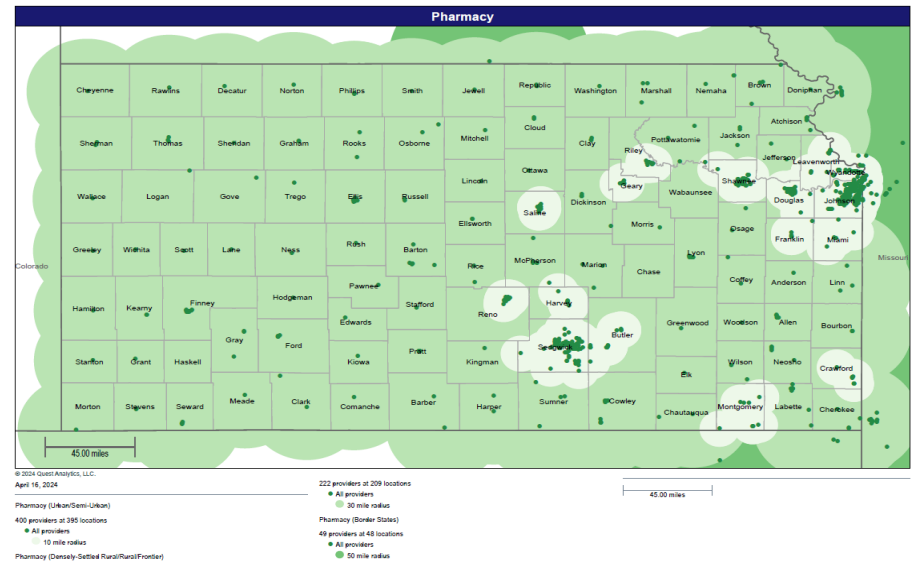 Pharmacy
Cheyenne Rawlins Decatur Norton Phillips Smith Jewell Republic Washington Marshall Nemaha Brown Doniphan
Atchison
Sherman Thomas Sheridan Graham Rooks Osborne Mitchell Cloud Clay Riley Pottawatomie Jackson Jefferson Leavenworth
Wyandotte
Wallace Logan Gove Trego Ellis Russell Lincoln Ottawa Saline Dickinson Geary Wabaunsee Shawnee Douglas Johnson
Ellsworth Morris Osage Franklin Miami
Greeley Wichita Scott Lane Ness Rush Barton Rice McPherson Marion Chase Lyon
Colorado Missouri
Hamilton Kearny Finney Hodgeman Pawnee Stafford Reno Harvey Coffey Anderson Linn
Gray Ford Edwards Sedgwick Butler Greenwood Woodson Allen Bourbon
Stanton Grant Haskell Kiowa Pratt Kingman Elk Wilson Neosho Crawford
Morton Stevens Seward Meade Clark Comanche Barber Harper Sumner Cowley Chautauqua Montgomery Labette Cherokee
45.00 miles
© 2024 Quest Analytics, LLC.
April 16, 2024
Pharmacy (Urban/Semi-Urban)
400 providers at 395 locations
All providers
10 mile radius
Pharmacy (Densely-Settled Rural/Rural/Frontier)
222 providers at 209 locations
All providers
30 mile radius
Pharmacy (Border States)
49 providers at 48 locations
All providers
50 mile radius
45.00 miles